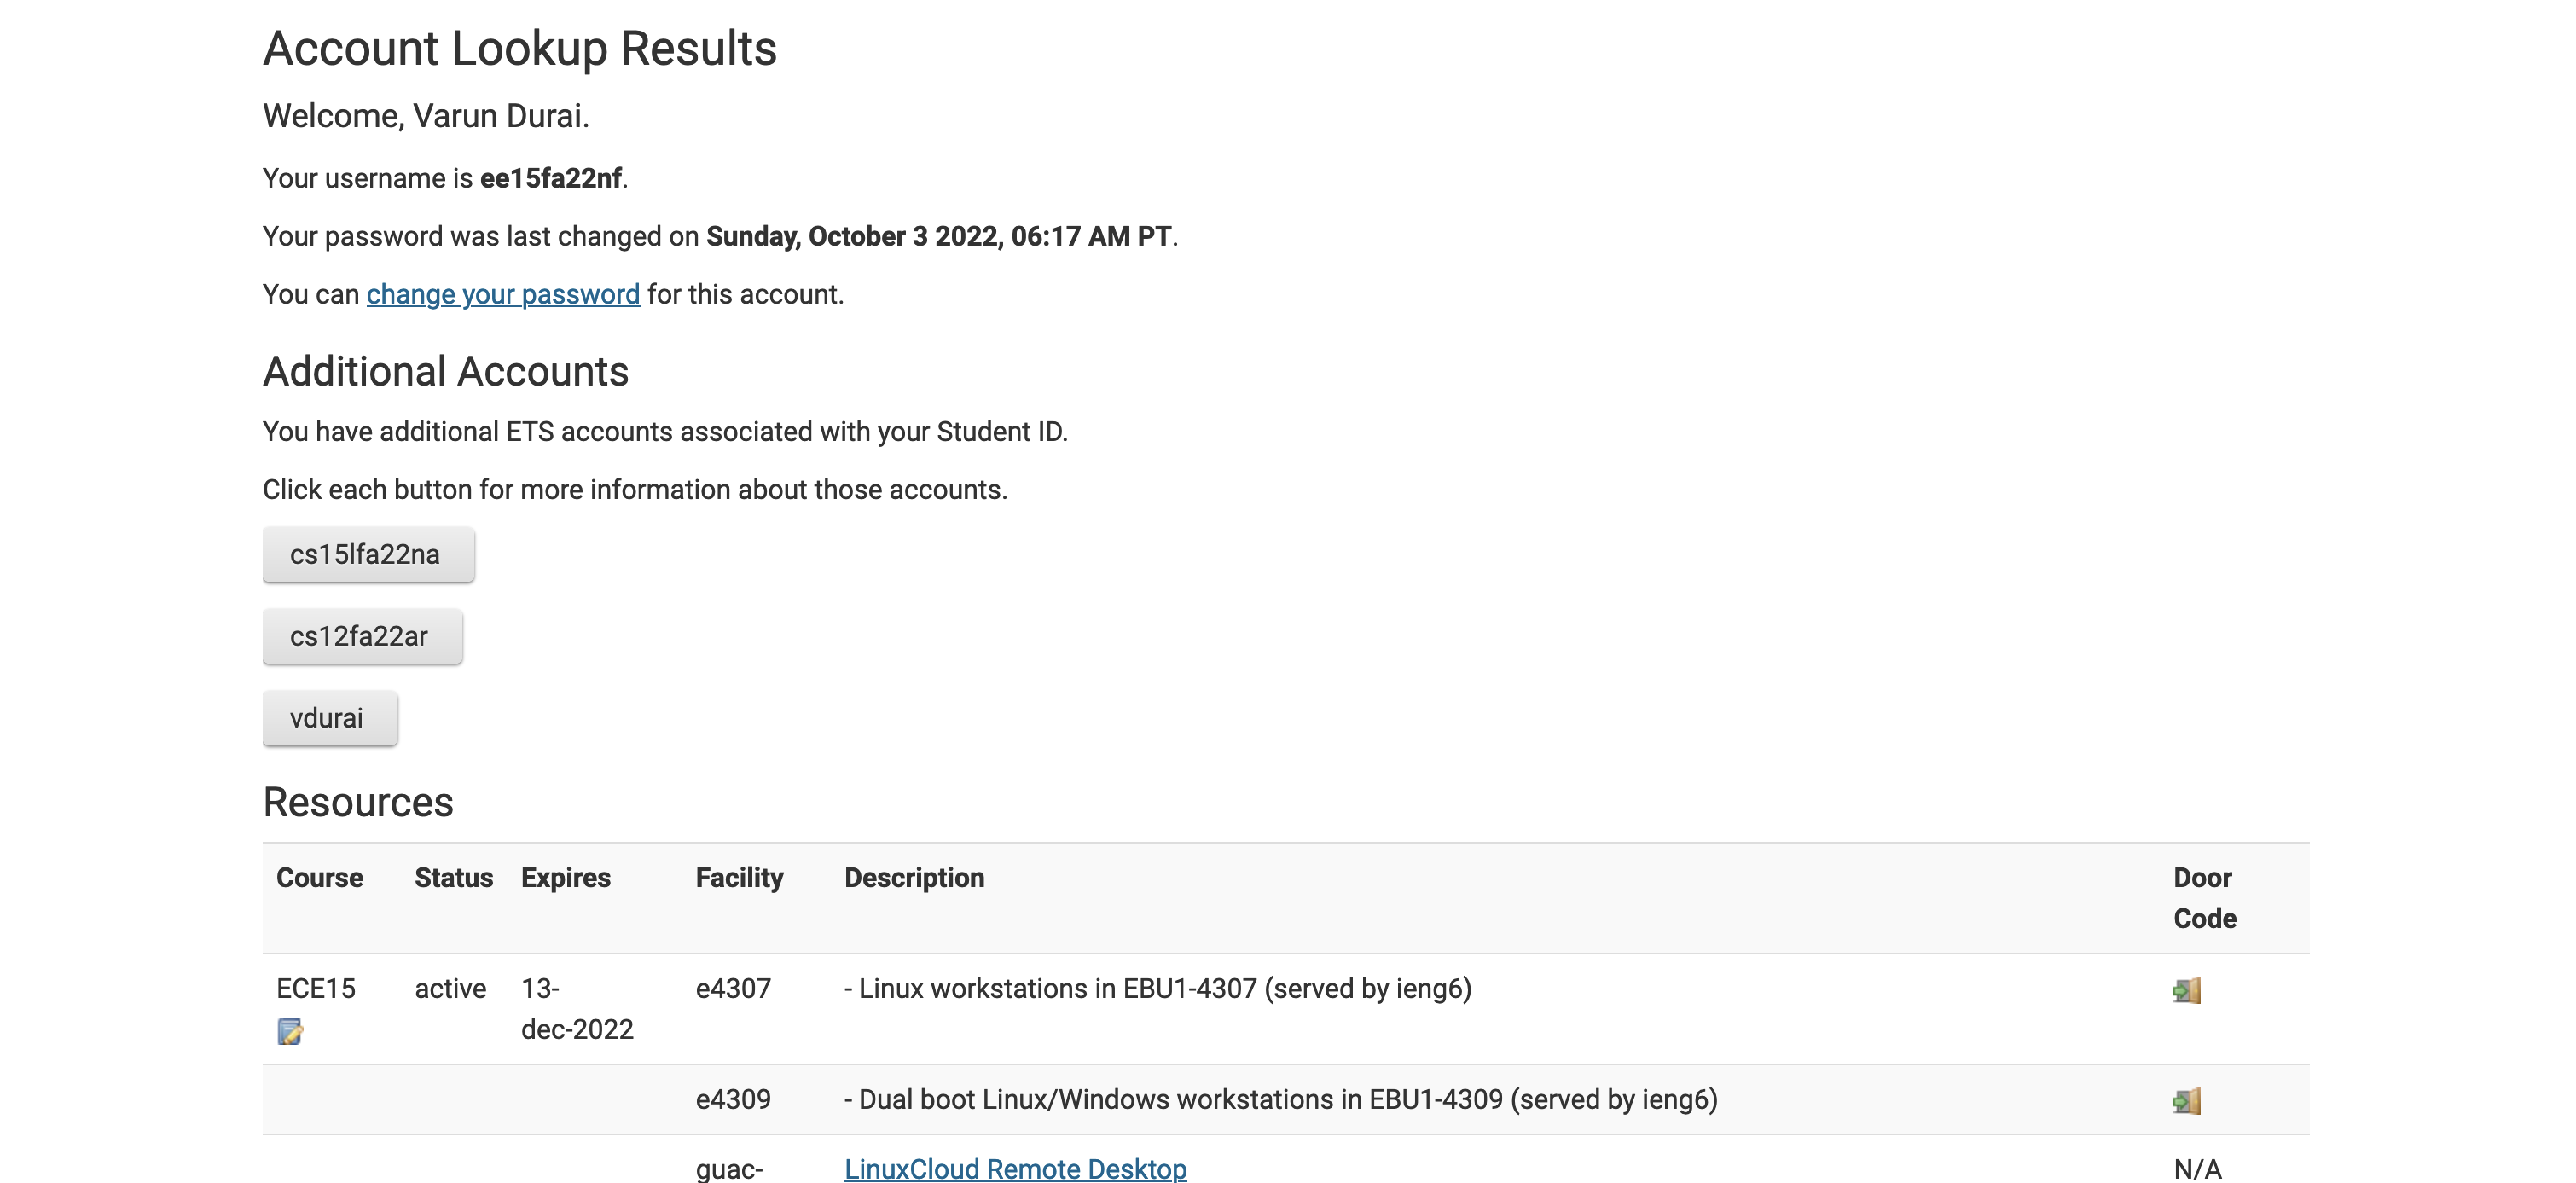 Account Lookup Results
Welcome, Varun Durai.
Your username is ee15fa22nf.
Your password was last changed on Sunday, October 3 2022, 06:17 AM PT.
You can change your password for this account.
Additional Accounts
You have additional ETS accounts associated with your Student ID.
Click each button for more information about those accounts.
cs15lfa22na
cs12fa22ar
vdurai
Resources
Course Status Expires Facility Description Door
Code
ECE15 active 13- e4307 - Linux workstations in EBU1-4307 (served by ieng6)
dec-2022
e4309 - Dual boot Linux/Windows workstations in EBU1-4309 (served by ieng6)
guac- LinuxCloud Remote Desktop N/A